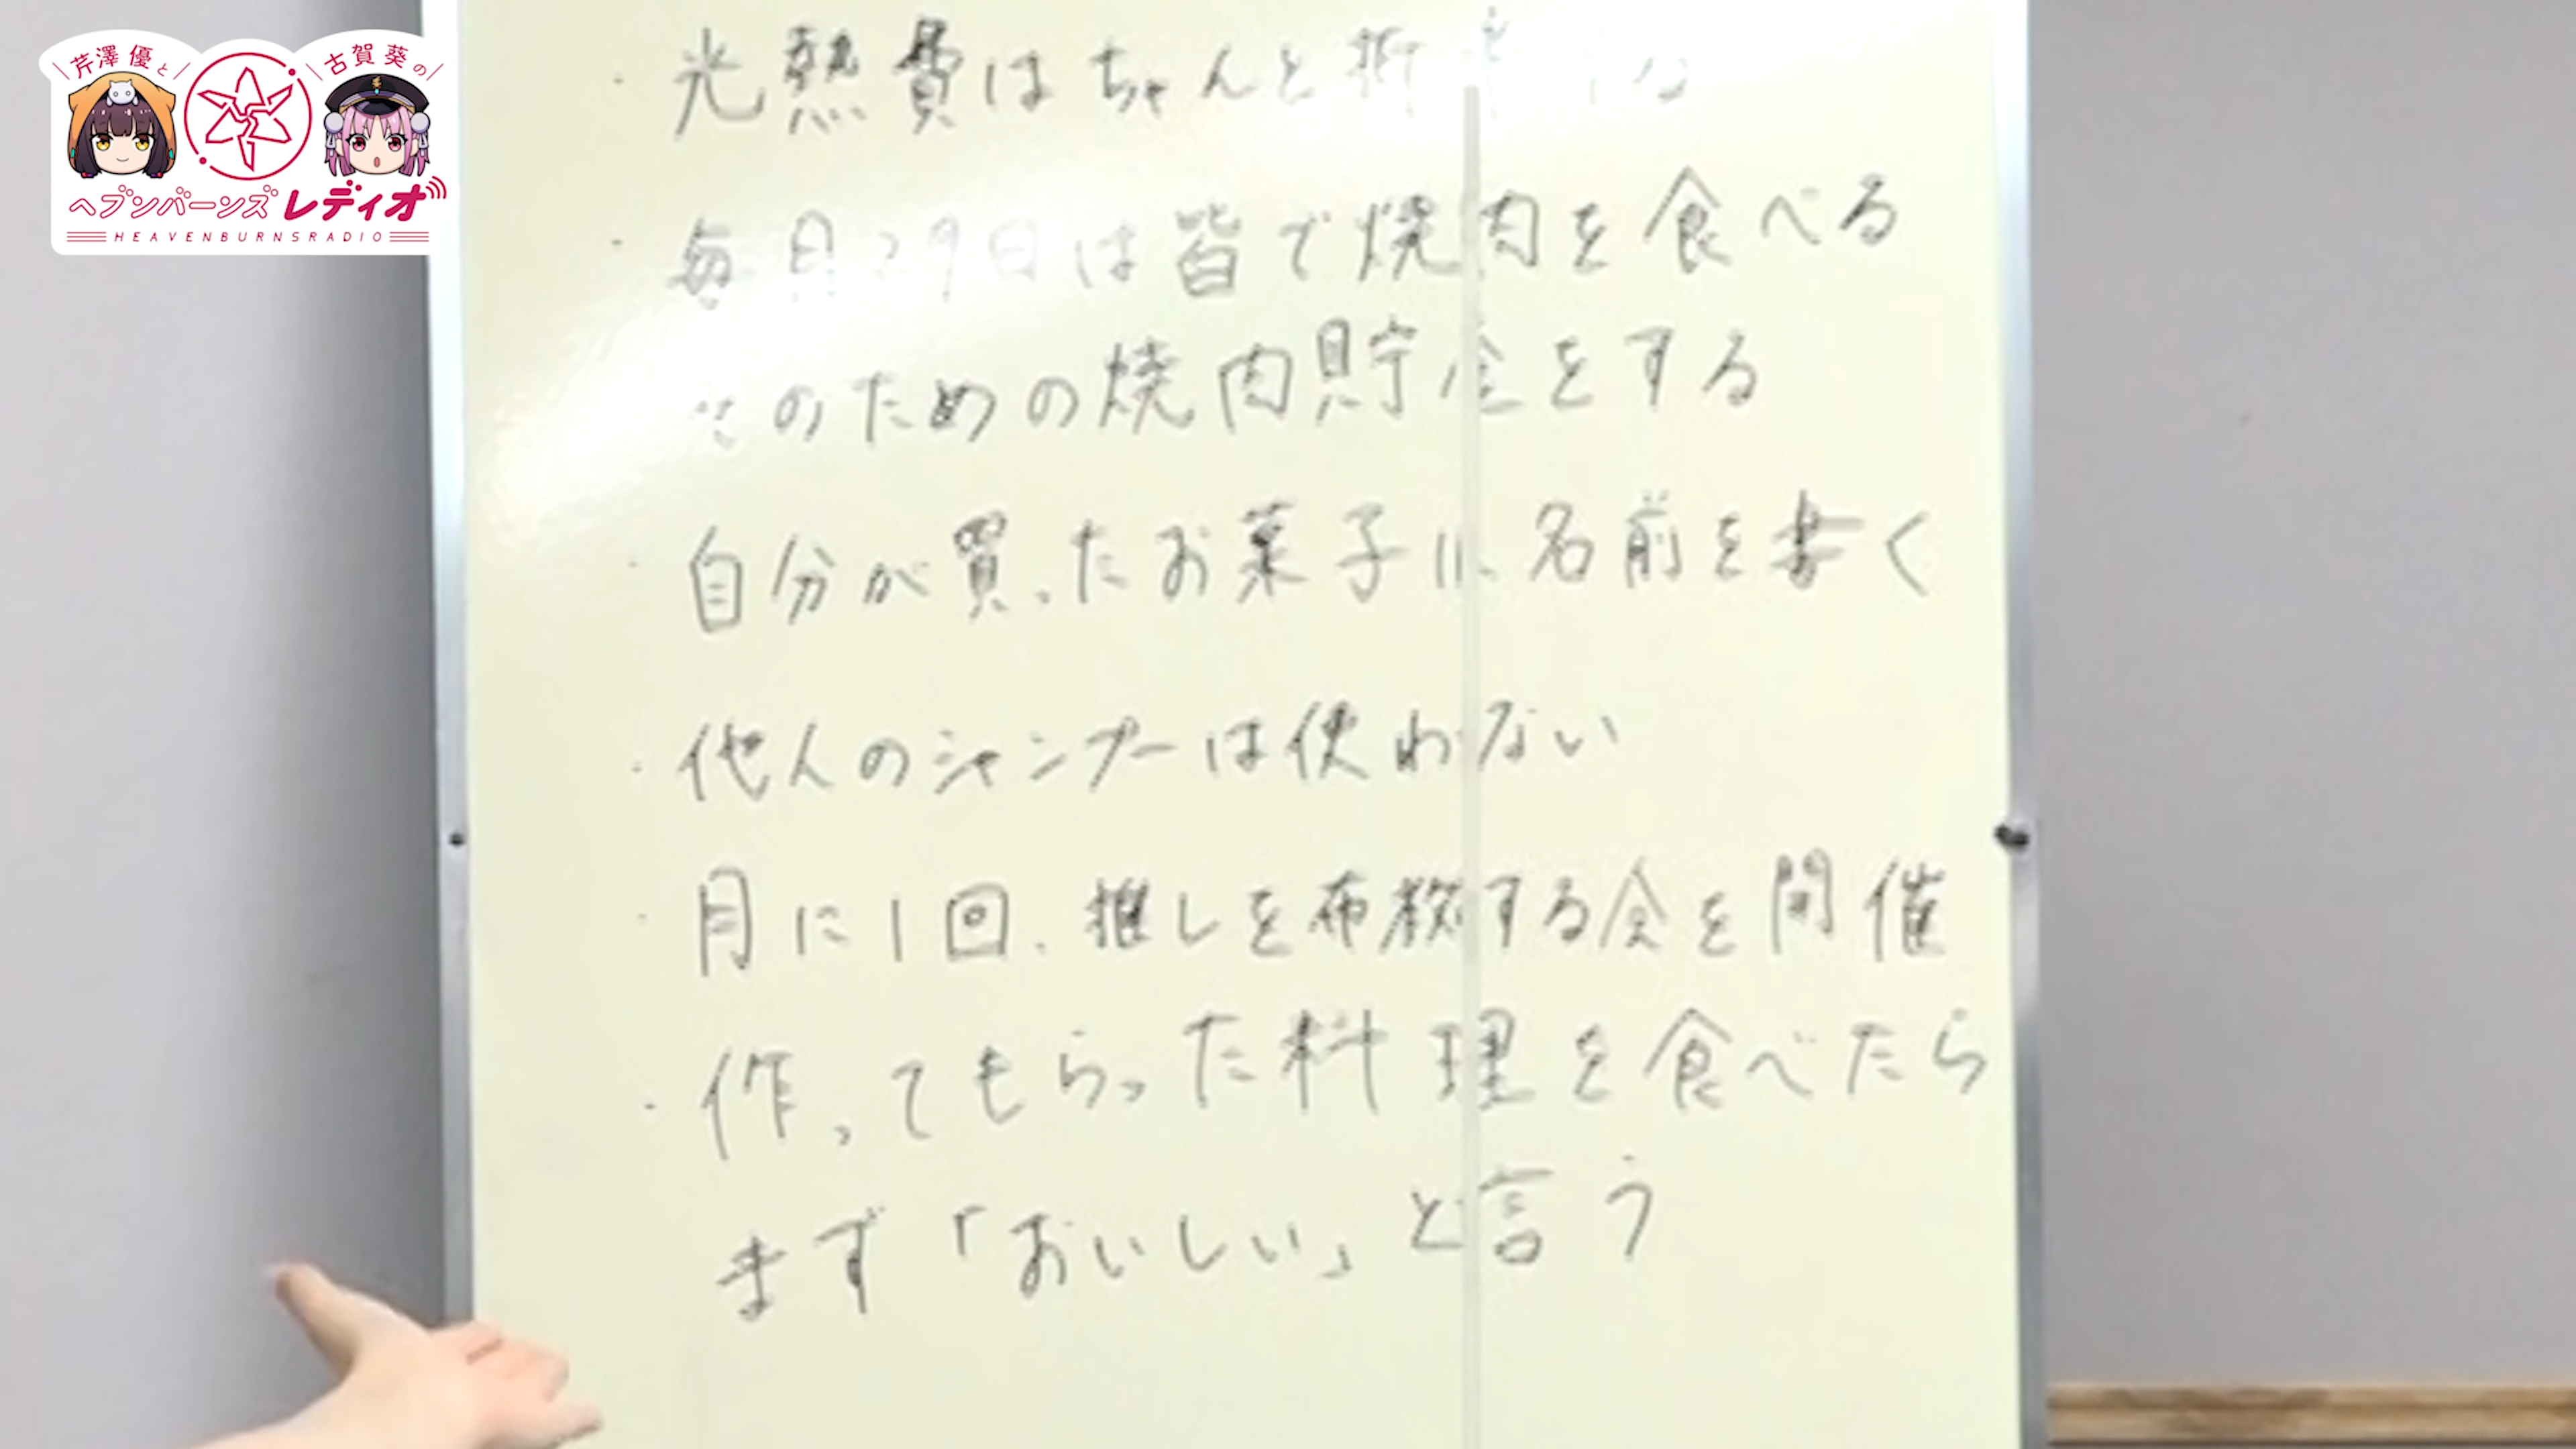 芹澤 優と
古賀 葵の
ヘブンバーンズ レディオ
HEAVENBURNSRADIO
・光熱費はちゃんと折半する
・毎月29日は皆で焼肉を食べる
そのための焼肉貯金をする
・自分が買ったお菓子に名前を書く
・他人のシャンプーは使わない
・月に1回、推しを布教する会を開催
・作ってもらった料理を食べたら
まず「おいしい」と言う